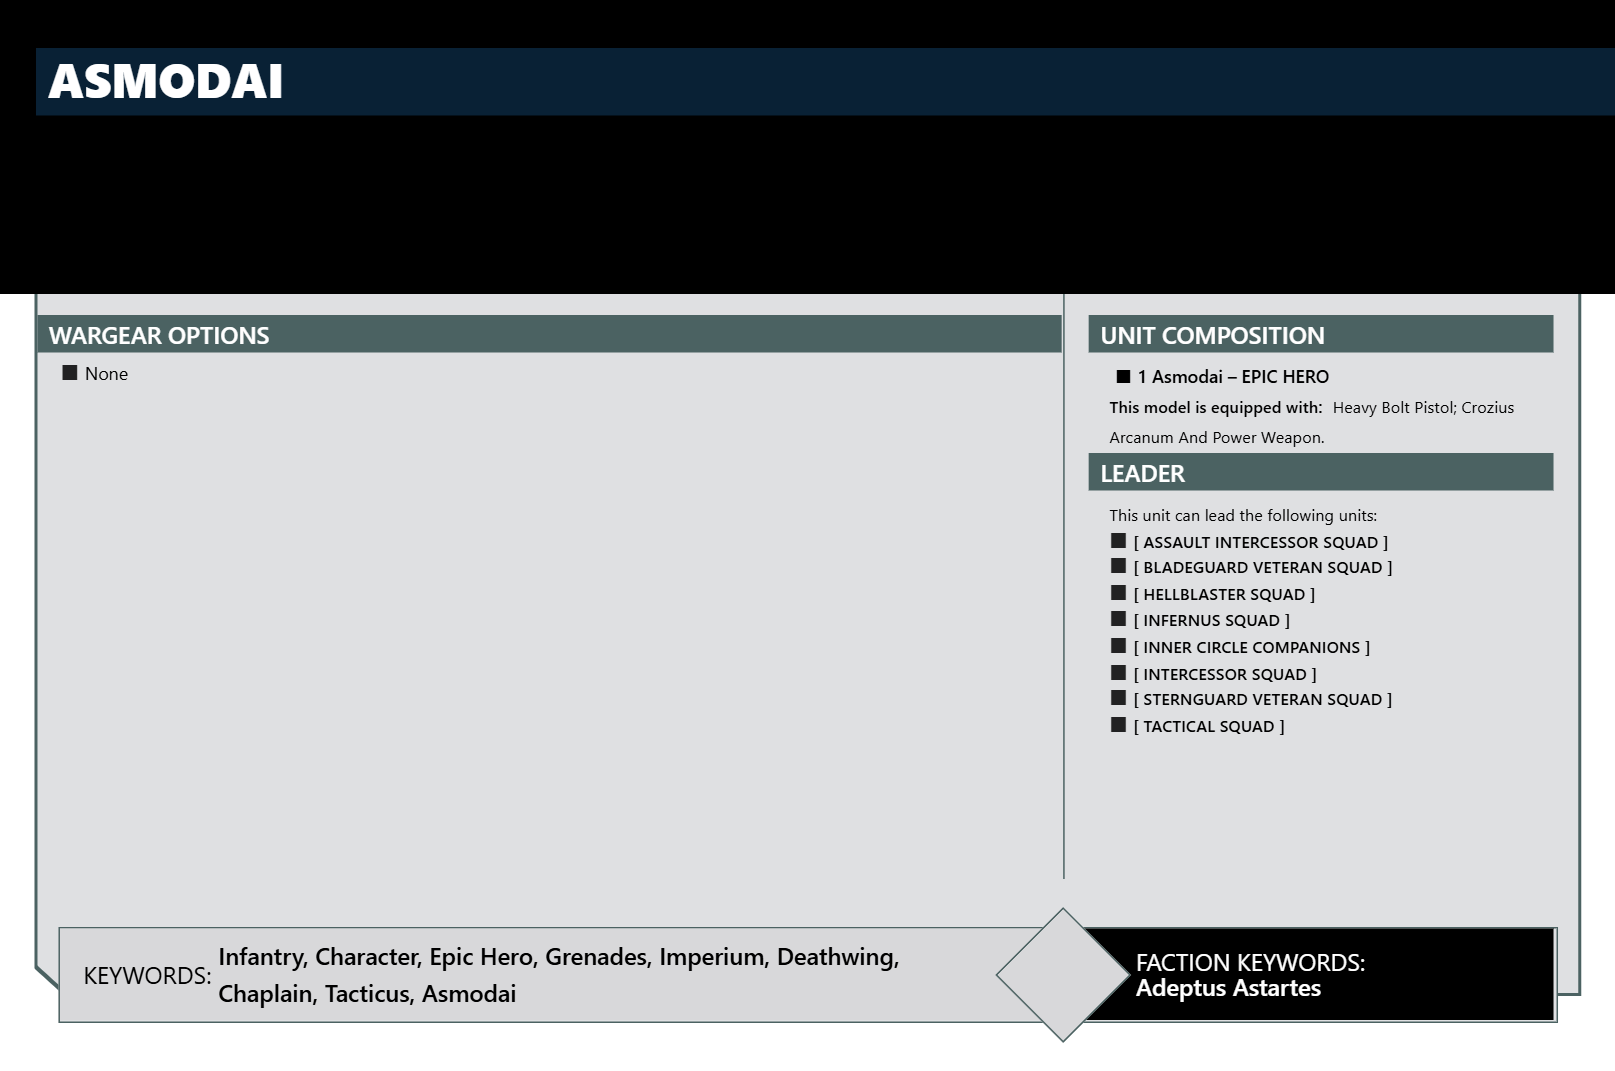 ASMODAI
WARGEAR OPTIONS
■ None
UNIT COMPOSITION
■ 1 Asmodai – EPIC HERO
This model is equipped with: Heavy Bolt Pistol; Crozius
Arcanum And Power Weapon.
LEADER
This unit can lead the following units:
■ [ ASSAULT INTERCESSOR SQUAD ]
■ [ BLADEGUARD VETERAN SQUAD ]
■ [ HELLBLASTER SQUAD ]
■ [ INFERNUS SQUAD ]
■ [ INNER CIRCLE COMPANIONS ]
■ [ INTERCESSOR SQUAD ]
■ [ STERNGUARD VETERAN SQUAD ]
■ [ TACTICAL SQUAD ]
KEYWORDS:
Infantry, Character, Epic Hero, Grenades, Imperium, Deathwing,
Chaplain, Tacticus, Asmodai
FACTION KEYWORDS:
Adeptus Astartes